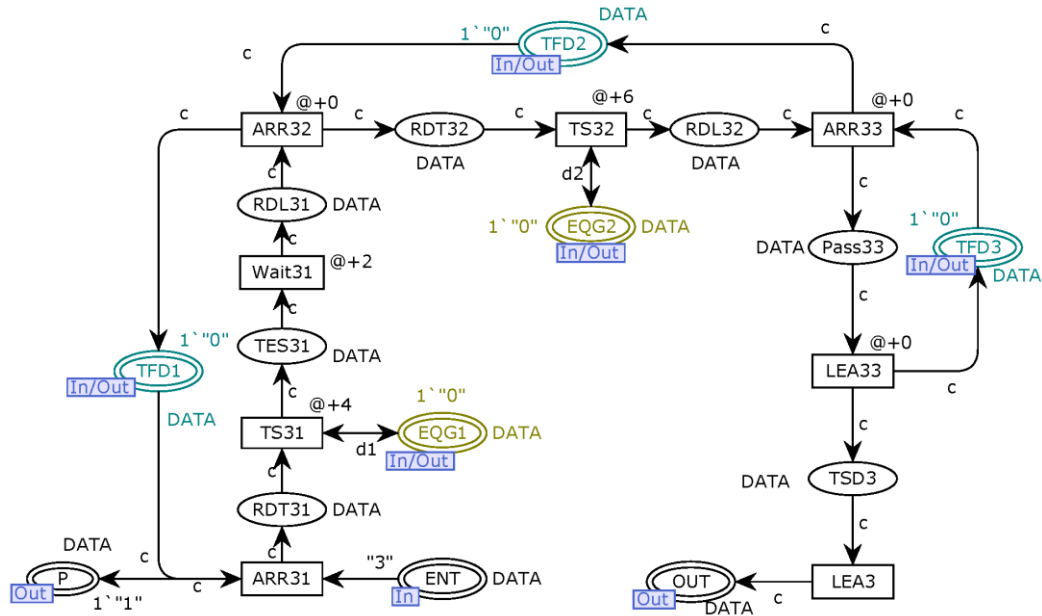 DATA
1`"0"
TFD2
In/Out
c
c
@+0
@+6
@+0
c
ARR32
c
RDT32
c
TS32
c
RDL32
c
ARR33
c
DATA
DATA
d2
c
RDL31
DATA
1`"0"
EQG2
DATA
In/Out
c
DATA
Pass33
1`"0"
TFD3
In/Out
DATA
c
Wait31
@+2
c
c
1`"0"
TES31
DATA
@+0
TFD1
In/Out
LEA33
c
c
DATA
@+4
1`"0"
TS31
d1
EQG1
DATA
In/Out
c
c
RDT31
DATA
DATA
TSD3
DATA
c
c
c
"3"
P
Out
1`"1"
c
ARR31
ENT
In
DATA
OUT
Out
DATA
c
LEA3